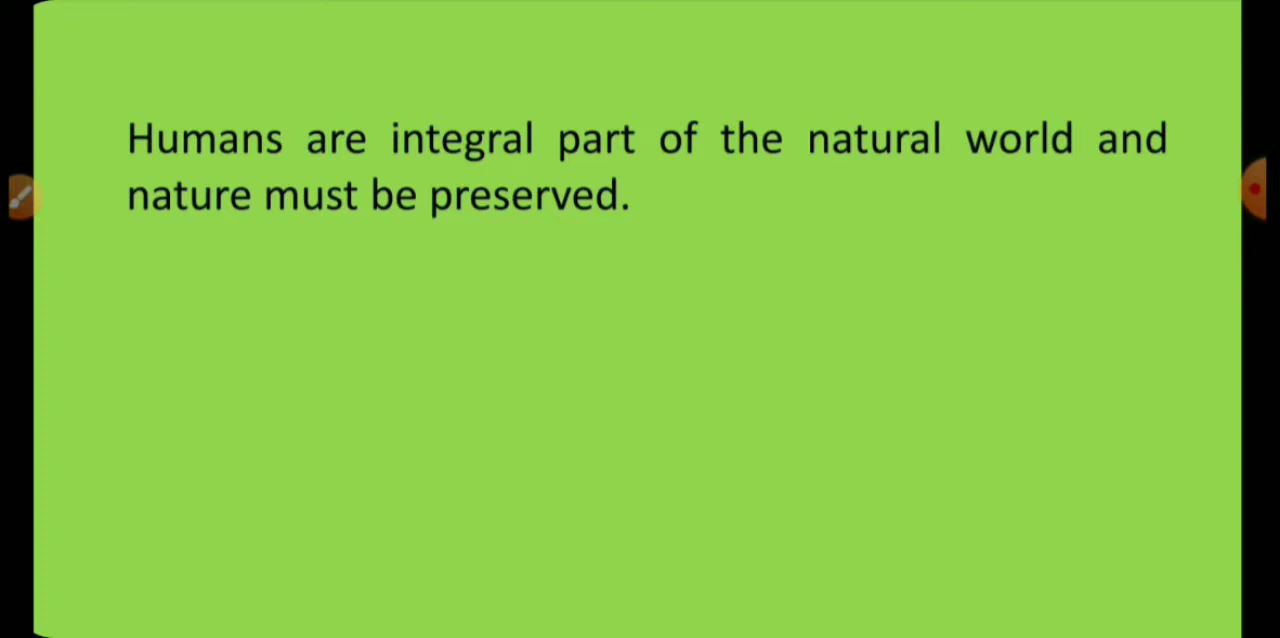 Humans are integral part of the natural world and
nature must be preserved.